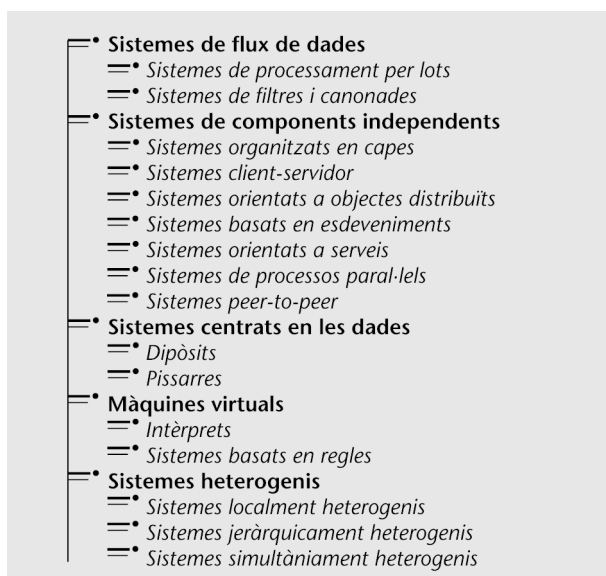 Sistemes de flux de dades
Sistemes de processament per lots
Sistemes de filtres i canonades
Sistemes de components independents
Sistemes organitzats en capes
Sistemes client-servidor
Sistemes orientats a objectes distribuïts
Sistemes basats en esdeveniments
Sistemes orientats a serveis
Sistemes de processos paral·lels
Sistemes peer-to-peer
Sistemes centrats en les dades
Dipòsits
Pissarres
Màquines virtuals
Intèrprets
Sistemes basats en regles
Sistemes heterogenis
Sistemes localment heterogenis
Sistemes jeràrquicament heterogenis
Sistemes simultàniament heterogenis